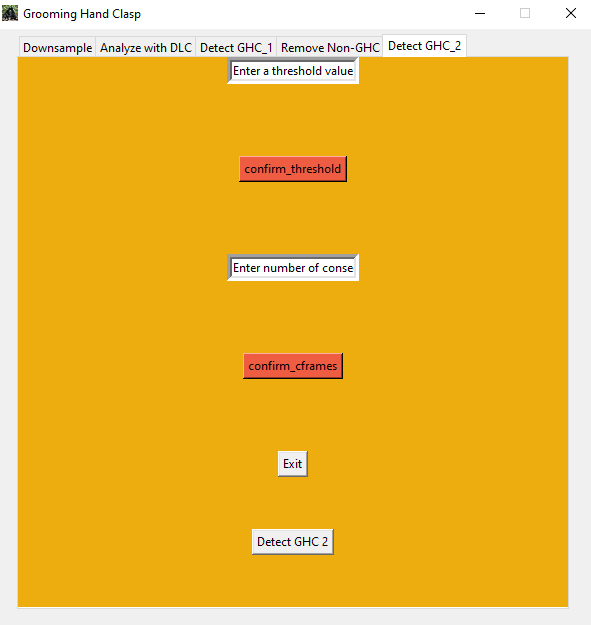 Grooming Hand Clasp
Downsample Analyze with DLC Detect GHC_1 Remove Non-GHC Detect GHC_2
Enter a threshold value
confirm_threshold
Enter number of conse
confirm_cframes
Exit
Detect GHC 2